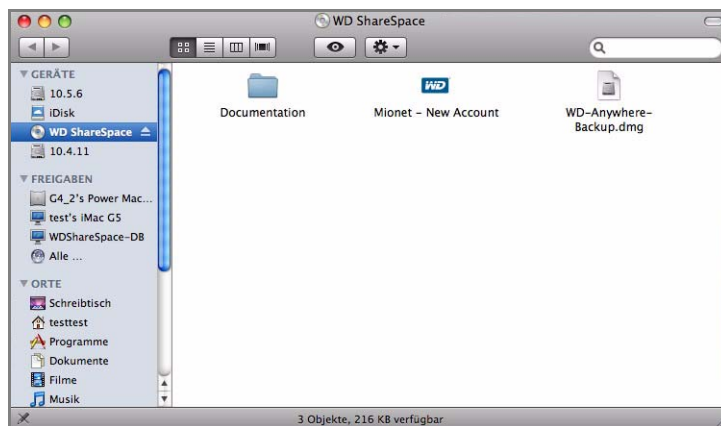 WD ShareSpace
GERÄTE
10.5.6
iDisk
WD ShareSpace
10.4.11
FREIGABEN
G4_2's Power Mac...
test's iMac G5
WDShareSpace-DB
Alle ...
ORTE
Schreibtisch
testtest
Programme
Dokumente
Filme
Musik
WD
Documentation
Mionet – New Account
WD-Anywhere-
Backup.dmg
3 Objekte, 216 KB verfügbar